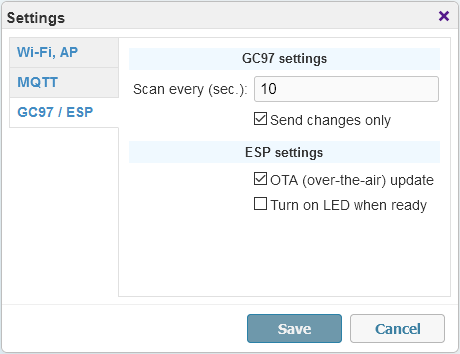 Settings
Wi-Fi, AP
MQTT
GC97 / ESP
GC97 settings
Scan every (sec.): 10
Send changes only
ESP settings
OTA (over-the-air) update
Turn on LED when ready
Save Cancel